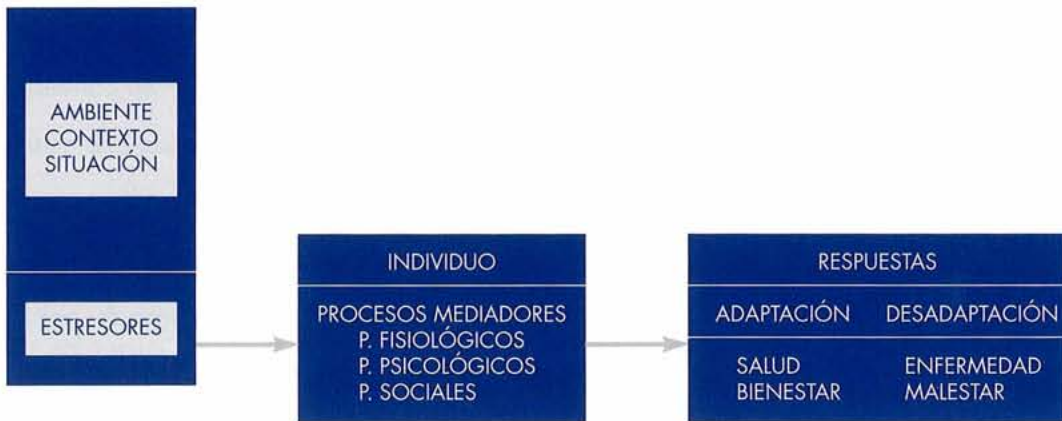 AMBIENTE
CONTEXTO
SITUACIÓN
ESTRESORES
INDIVIDUO
PROCESOS MEDIADORES
P. FISIOLÓGICOS
P. PSICOLÓGICOS
P. SOCIALES
RESPUESTAS
ADAPTACIÓN DESADAPTACIÓN
SALUD ENFERMEDAD
BIENESTAR MALESTAR